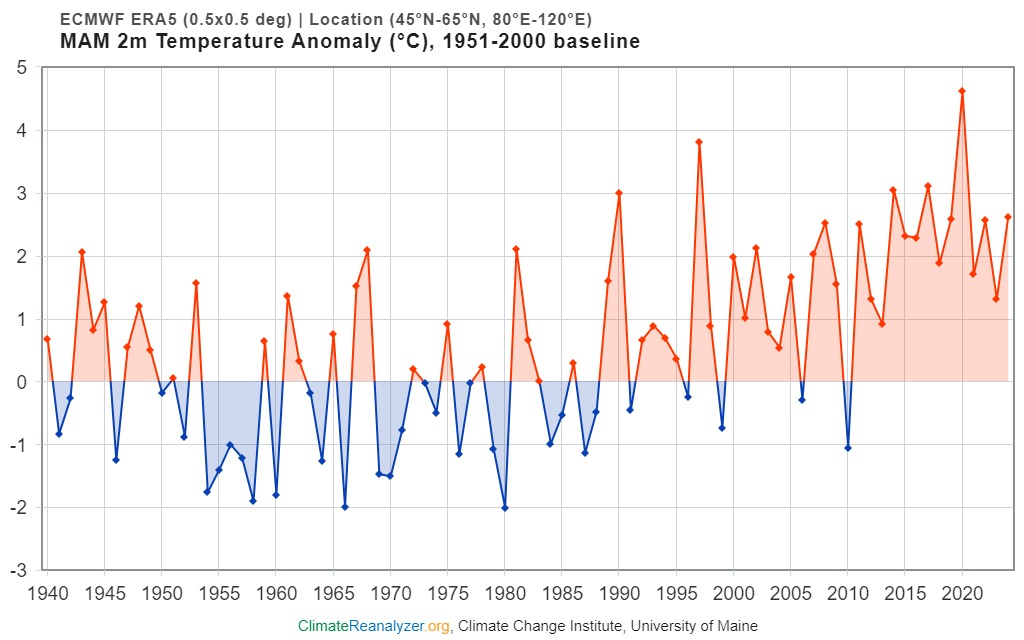 ECMWF ERA5 (0.5x0.5 deg) | Location (45°N-65°N, 80°E-120°E)
MAM 2m Temperature Anomaly (°C), 1951-2000 baseline
5
4
3
2
1
0
-1
-2
-3
1940 1945 1950 1955 1960 1965 1970 1975 1980 1985 1990 1995 2000 2005 2010 2015 2020
ClimateReanalyzer.org, Climate Change Institute, University of Maine